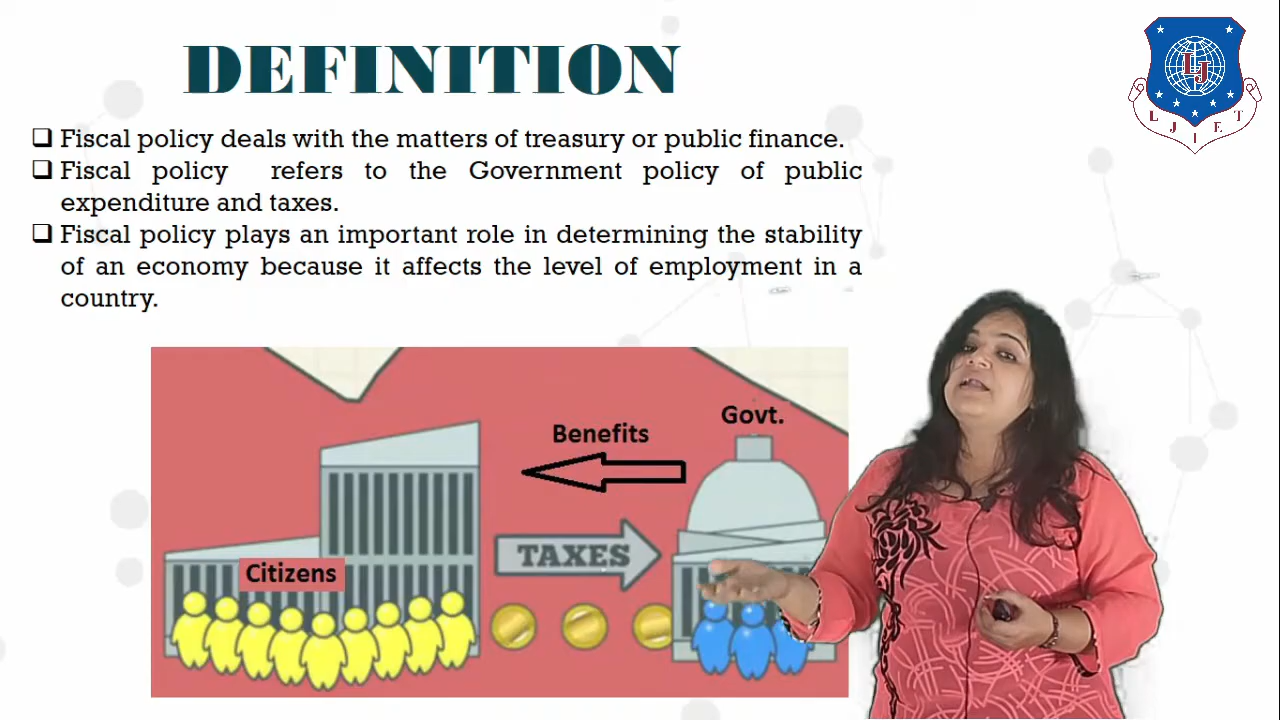 DEFINITION
❑ Fiscal policy deals with the matters of treasury or public finance.
❑ Fiscal policy refers to the Government policy of public
expenditure and taxes.
❑ Fiscal policy plays an important role in determining the stability
of an economy because it affects the level of employment in a
country.
LJ
LJIET
Govt.
Benefits
TAXES
Citizens